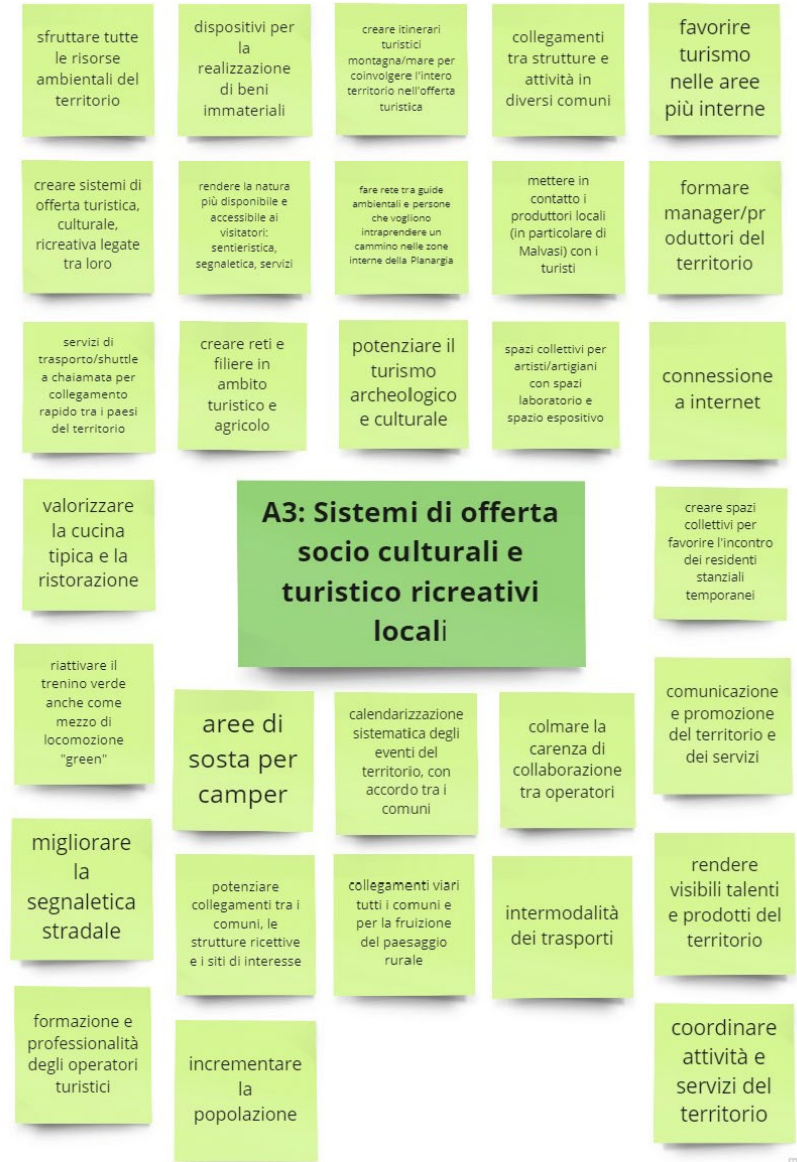 sfruttare tutte
le risorse
ambientali del
territorio
dispositivi per
la
realizzazione
di beni
immateriali
creare itinerari
turistici
montagna/mare per
coinvolgere l'intero
territorio nell'offerta
turistica
collegamenti
tra strutture e
attività in
diversi comuni
favorire
turismo
nelle aree
più interne
creare sistemi di
offerta turistica,
culturale,
ricreativa legate
tra loro
rendere la natura
più disponibile e
accessibile ai
visitatori:
sentieristica,
segnaletica, servizi
fare rete tra guide
ambientali e persone
che vogliono
intraprendere un
cammino nelle zone
interne della Planargia
mettere in
contatto i
produttori locali
(in particolare di
Malvasi) con i
turisti
formare
manager/pr
oduttori del
territorio
servizi di
trasporto/shuttle
a chaiamata per
collegamento
rapido tra i paesi
del territorio
creare reti e
filiere in
ambito
turistico e
agricolo
potenziare il
turismo
archeologico
e culturale
spazi collettivi per
artisti/artigiani
con spazi
laboratorio e
spazio espositivo
connessione
a internet
valorizzare
la cucina
tipica e la
ristorazione
A3: Sistemi di offerta
socio culturali e
turistico ricreativi
locali
creare spazi
collettivi per
favorire l'incontro
dei residenti
stanziali
temporanei
riattivare il
trenino verde
anche come
mezzo di
locomozione
"green"
aree di
sosta per
camper
calendarizzazione
sistematica degli
eventi del
territorio, con
accordo tra i
comuni
colmare la
carenza di
collaborazione
tra operatori
comunicazione
e promozione
del territorio e
dei servizi
migliorare
la
segnaletica
stradale
potenziare
collegamenti tra i
comuni, le
strutture ricettive
e i siti di interesse
collegamenti viari
tutti i comuni e
per la fruizione
del paesaggio
rurale
intermodalità
dei trasporti
rendere
visibili talenti
e prodotti del
territorio
formazione e
professionalità
degli operatori
turistici
incrementare
la
popolazione
coordinare
attività e
servizi del
territorio